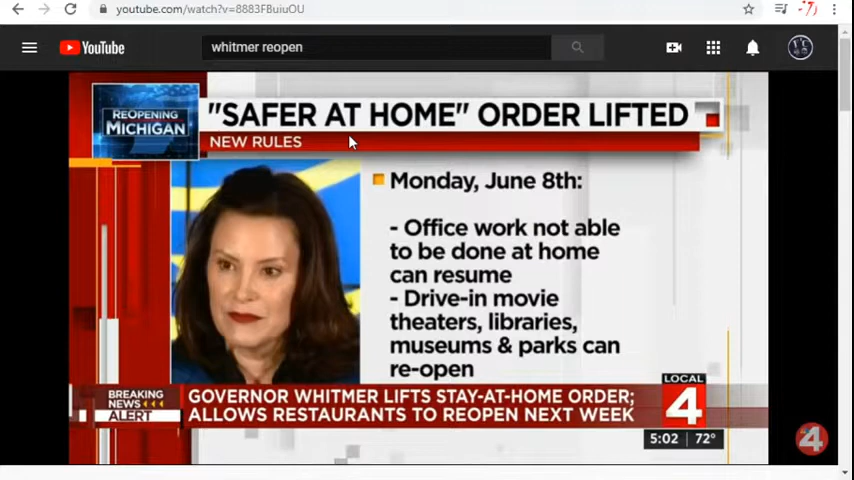 youtube.com/watch?v=8883FBuiuOU
YouTube
whitmer reopen
REOPENING
MICHIGAN
"SAFER AT HOME" ORDER LIFTED
NEW RULES
Monday, June 8th:
- Office work not able
to be done at home
can resume
- Drive-in movie
theaters, libraries,
museums & parks can
re-open
BREAKING
NEWS
ALERT
GOVERNOR WHITMER LIFTS STAY-AT-HOME ORDER;
ALLOWS RESTAURANTS TO REOPEN NEXT WEEK
LOCAL
4
5:02 72°
4